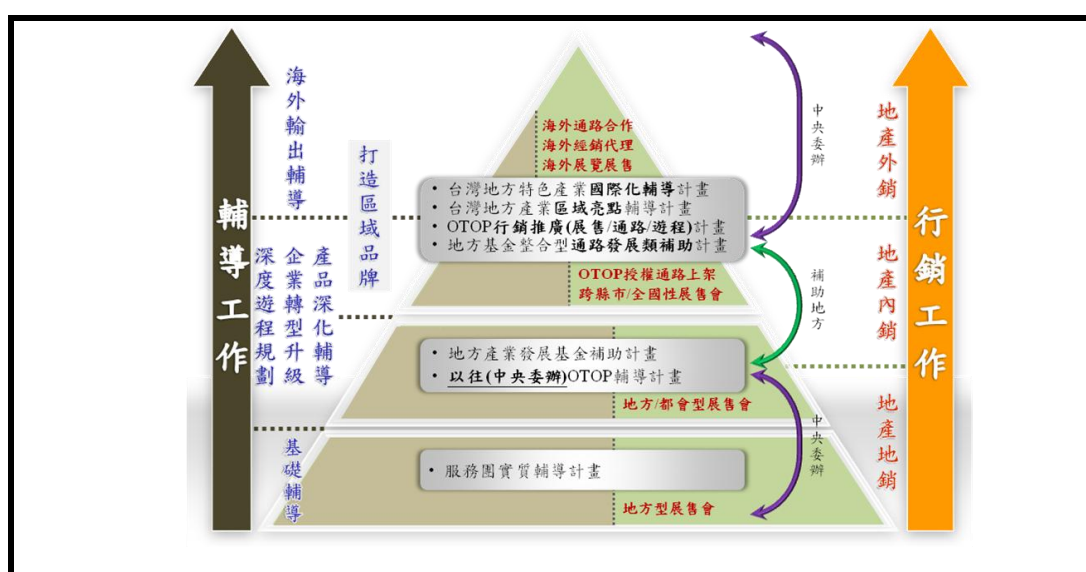 輔導工作
海外輸出輔導
打造區域品牌
產品深化輔導
企業轉型升級
深度遊程規劃
基礎輔導
海外通路合作
海外經銷代理
海外展覽展售
• 台灣地方特色產業國際化輔導計畫
• 台灣地方產業區域亮點輔導計畫
• OTOP行銷推廣(展售/通路/遊程)計畫
• 地方基金整合型通路發展類補助計畫
OTOP授權通路上架
跨縣市/全國性展售會
• 地方產業發展基金補助計畫
• 以往(中央委辦)OTOP輔導計畫
地方/都會型展售會
• 服務團實質輔導計畫
地方型展售會
中央委辦
補助地方
中央委辦
地產外銷
地產內銷
地產地銷
行銷工作